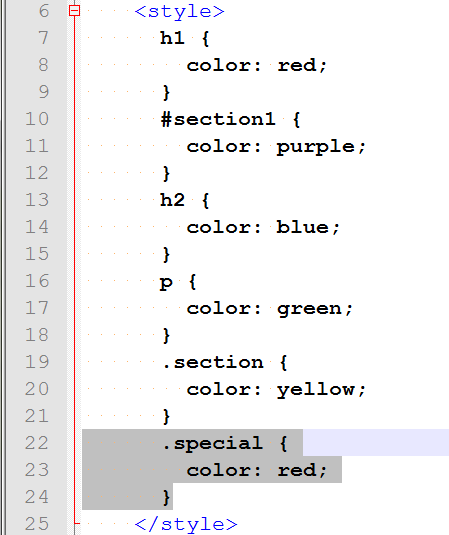 6 <style>
7 h1 {
8 color: red;
9 }
10 #section1 {
11 color: purple;
12 }
13 h2 {
14 color: blue;
15 }
16 p {
17 color: green;
18 }
19 .section {
20 color: yellow;
21 }
22 .special {
23 color: red;
24 }
25 </style>